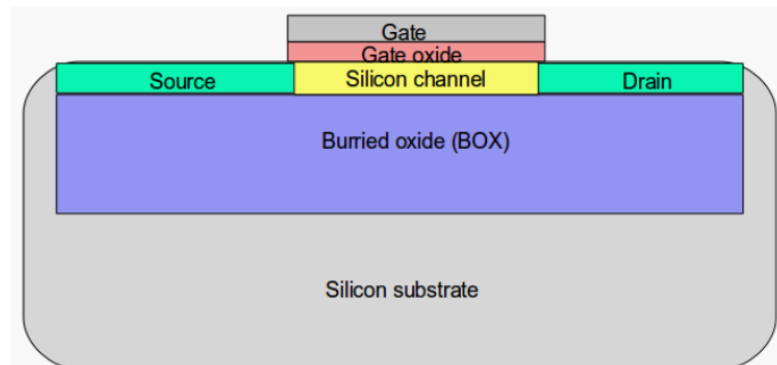 Gate
Gate oxide
Source
Silicon channel
Drain
Burried oxide (BOX)
Silicon substrate